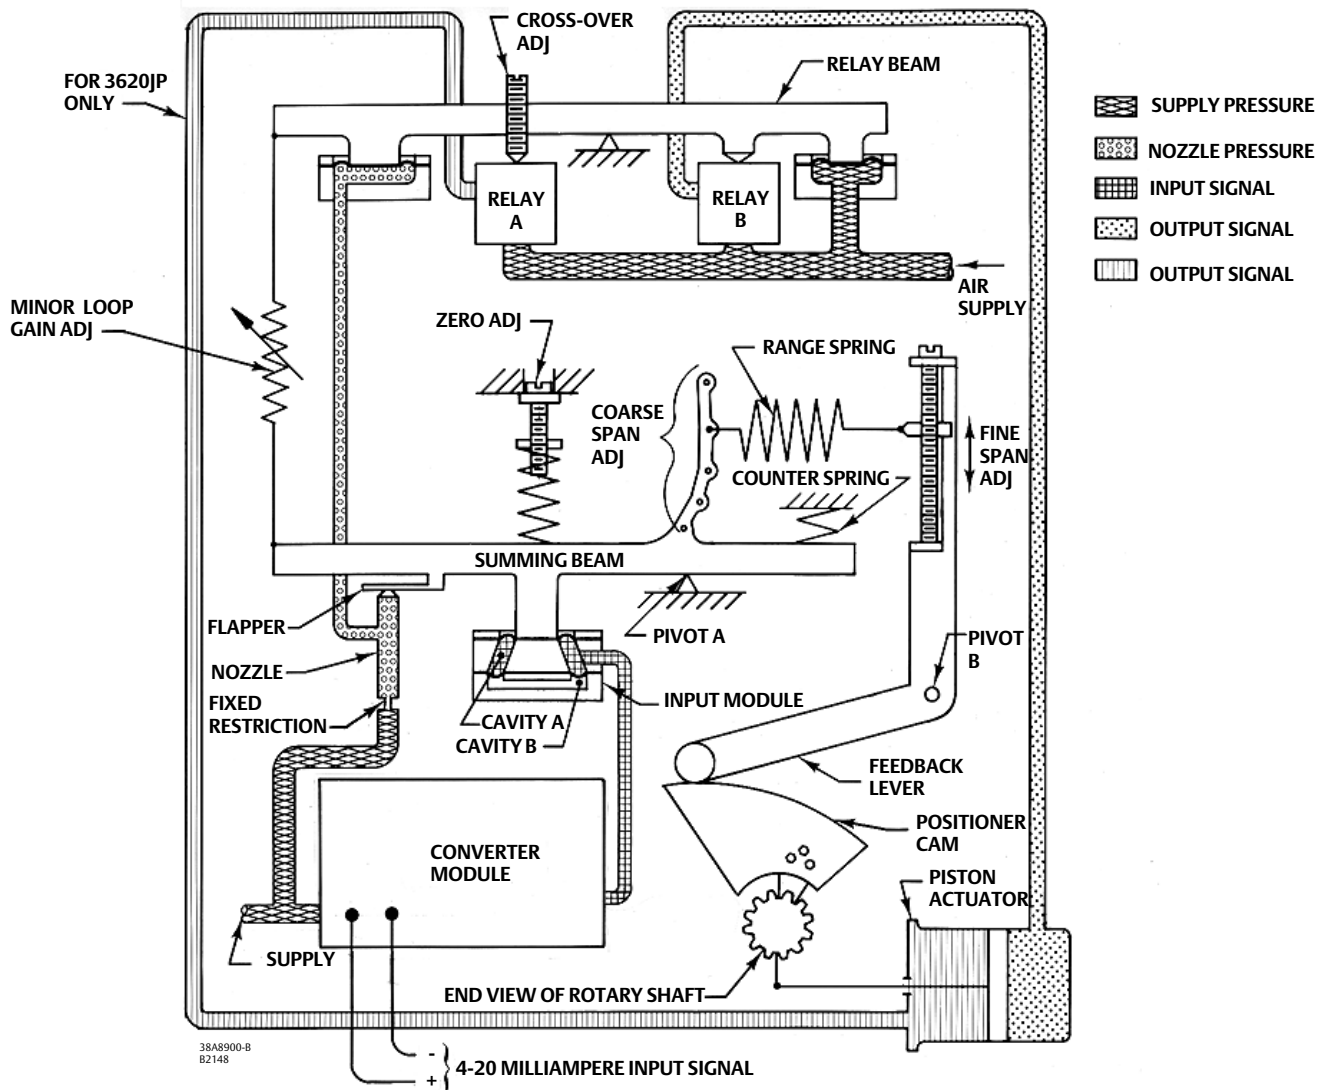 CROSS-OVER
ADJ
FOR 3620JP
ONLY
RELAY BEAM
SUPPLY PRESSURE
NOZZLE PRESSURE
INPUT SIGNAL
OUTPUT SIGNAL
OUTPUT SIGNAL
RELAY
A
RELAY
B
AIR
SUPPLY
MINOR LOOP
GAIN ADJ
ZERO ADJ
RANGE SPRING
COARSE
SPAN
ADJ
FINE
SPAN
ADJ
COUNTER SPRING
SUMMING BEAM
FLAPPER
PIVOT A
PIVOT
B
NOZZLE
INPUT MODULE
FIXED
RESTRICTION
CAVITY A
CAVITY B
FEEDBACK
LEVER
POSITIONER
CAM
CONVERTER
MODULE
PISTON
ACTUATOR
SUPPLY
END VIEW OF ROTARY SHAFT
38A8900-B
B2148
-
+
4-20 MILLIAMPERE INPUT SIGNAL